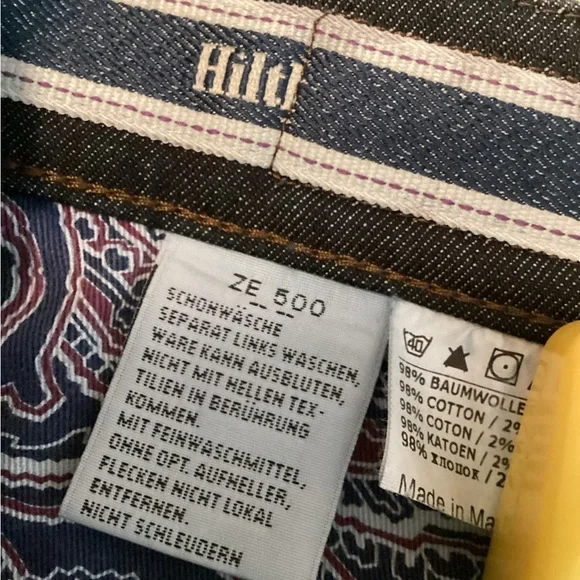 Hiltl
ZE 500
SCHONWÄSCHE
SEPARAT LINKS WASCHEN,
WARE KANN AUSBLUTEN,
NICHT MIT HELLEN TEX-
TILIEN IN BERÜHRUNG
KOMMEN.
MIT FEINWASCHMITTEL,
OHNE OPT. AUFHELLER,
FLECKEN NICHT LOKAL
ENTFERNEN.
NICHT SCHLEUDERN
40
98% BAUMWOLLE
98% COTTON / 2%
98% COTON / 2%
98% KATOEN / 2%
98% ХЛОПОК / 2
Made in Ma